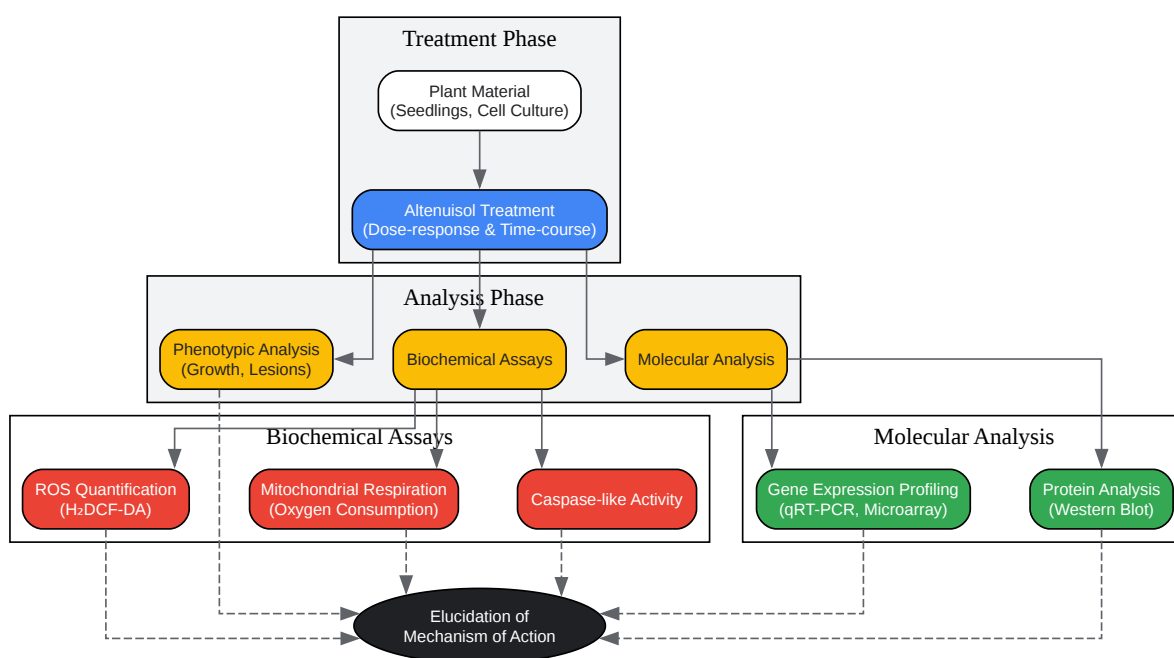 Treatment Phase
Plant Material
(Seedlings, Cell Culture)
Altenuisol Treatment
(Dose-response & Time-course)
Analysis Phase
Phenotypic Analysis
(Growth, Lesions)
Biochemical Assays
Molecular Analysis
Biochemical Assays
ROS Quantification
(H₂DCF-DA)
Mitochondrial Respiration
(Oxygen Consumption)
Caspase-like Activity
Molecular Analysis
Gene Expression Profiling
(qRT-PCR, Microarray)
Protein Analysis
(Western Blot)
Elucidation of
Mechanism of Action